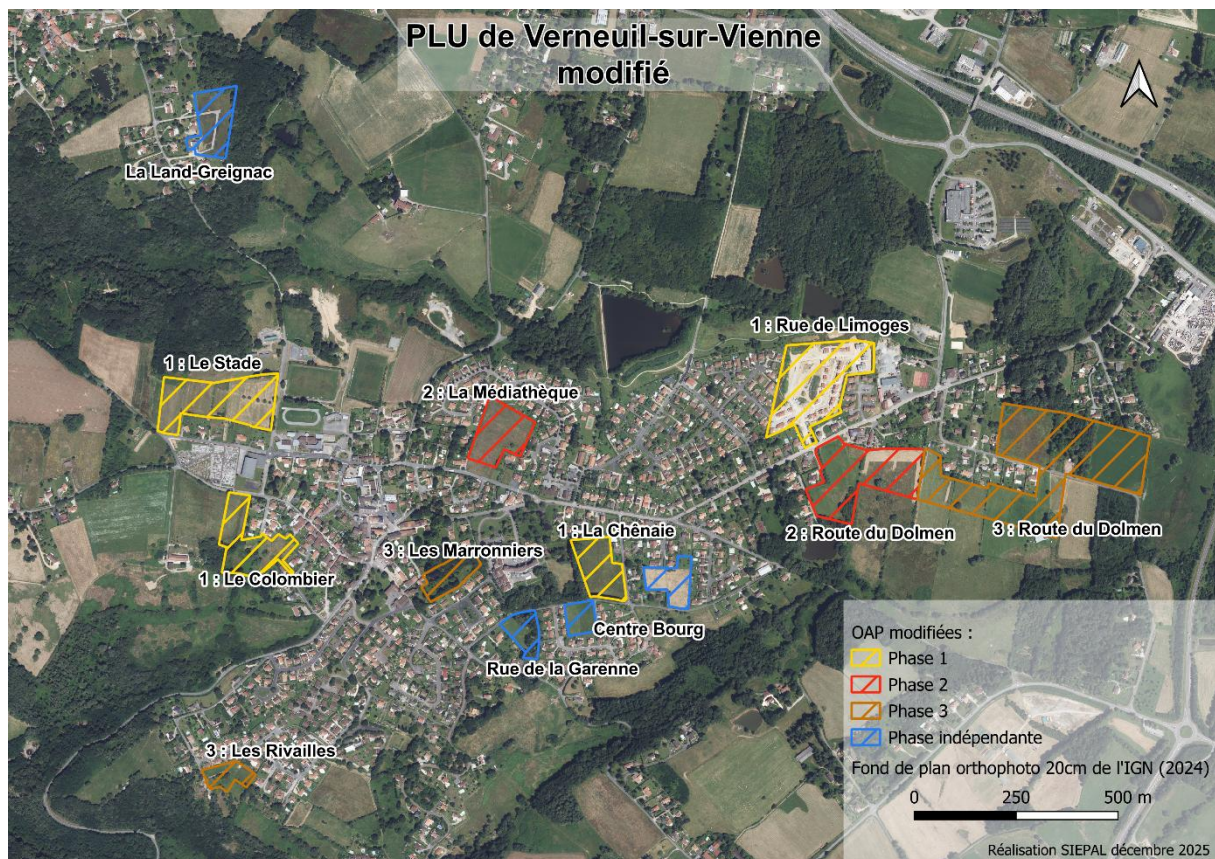 PLU de Verneuil-sur-Vienne
modifié
La Land-Greignac
1 : Rue de Limoges
1 : Le Stade
2 : La Médiathèque
2 : Route du Dolmen
3 : Route du Dolmen
1 : La Chênaie
3 : Les Marronniers
1 : Le Colombier
Centre Bourg
Rue de la Garenne
3 : Les Rivailles
OAP modifiées :
Phase 1
Phase 2
Phase 3
Phase indépendante
Fond de plan orthophoto 20cm de l'IGN (2024)
0 250 500 m
Réalisation SIEPAL décembre 2025